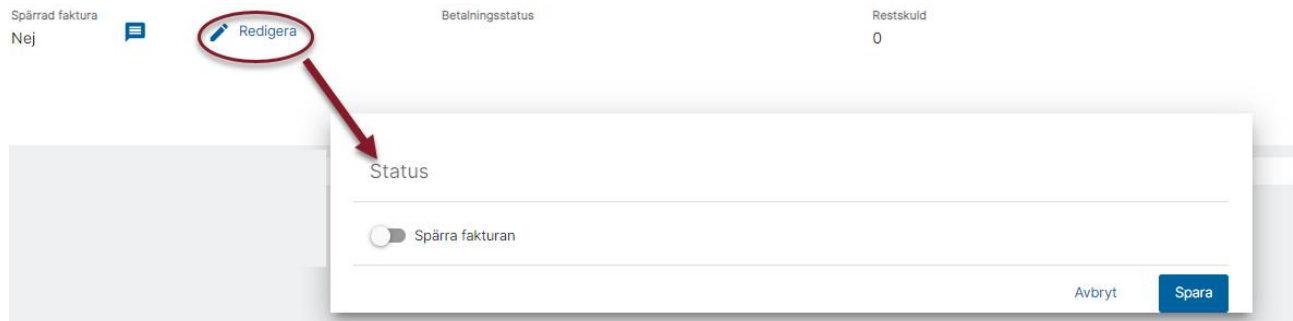 Spärrad faktura
Nej
Redigera
Betalningsstatus
Restskuld
0
Status
Spärra fakturan
Avbryt
Spara